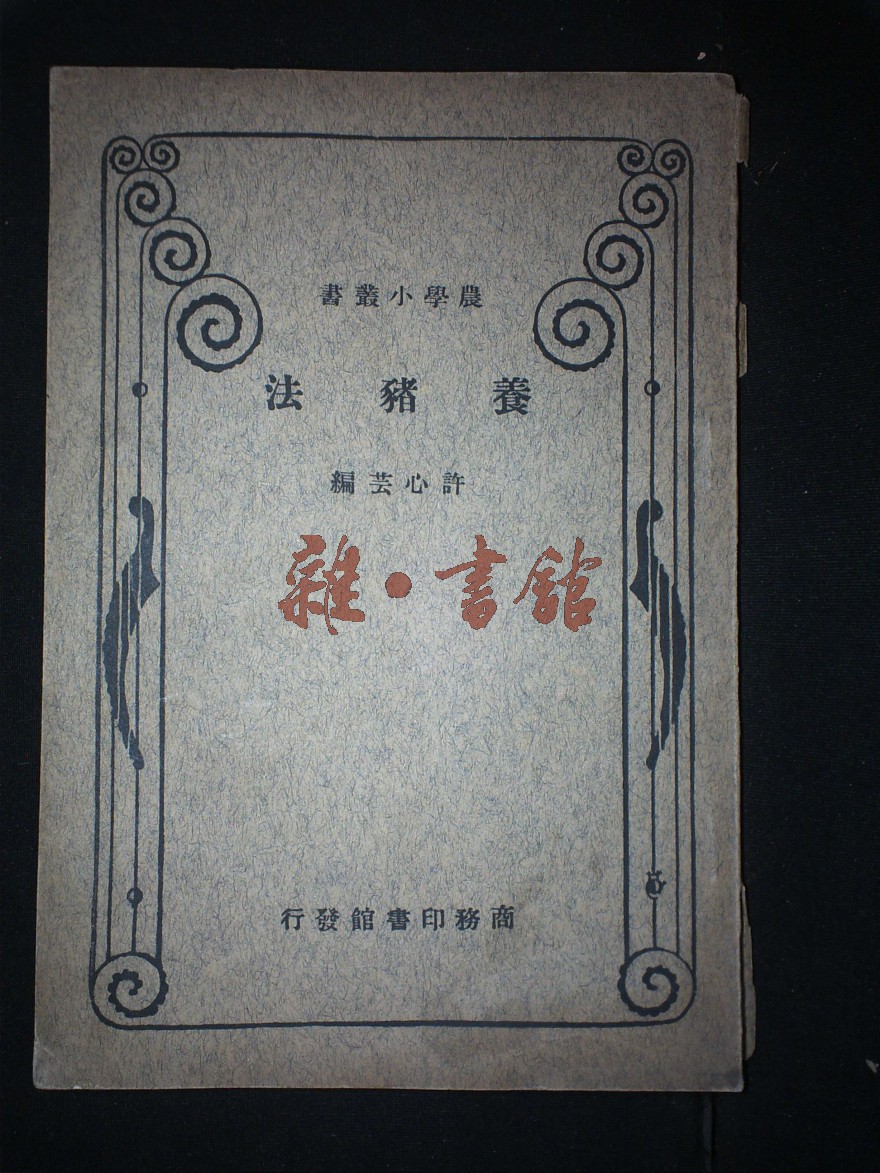 農學小叢書
養豬法
許心芸編
雜·書館
商務印書館發行